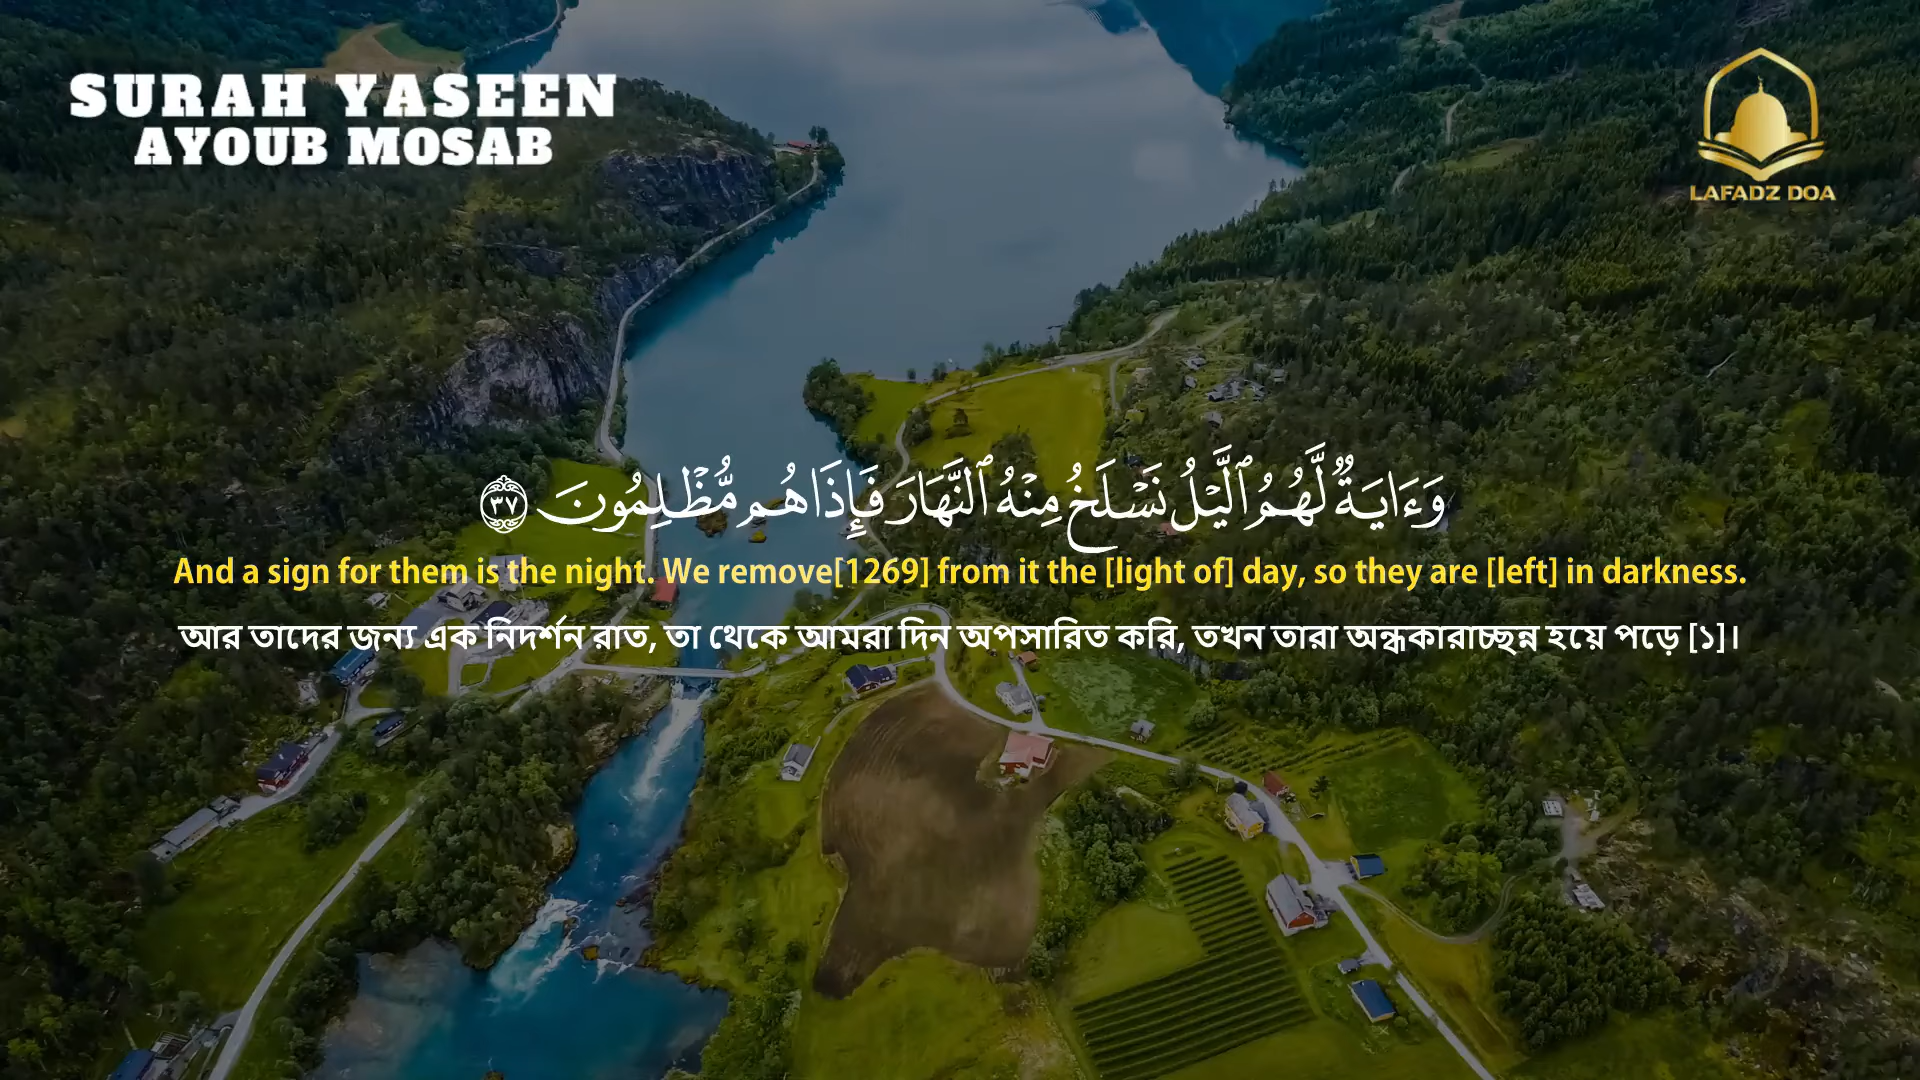 SURAH YASEEN
AYOUB MOSAB
LAFADZ DOA
وَءَايَةٌ لَّهُمُ ٱلَّيْلُ نَسْلَخُ مِنْهُ ٱلنَّهَارَ فَإِذَا هُم مُّظْلِمُونَ ٣٧
And a sign for them is the night. We remove[1269] from it the [light of] day, so they are [left] in darkness.
আর তাদের জন্য এক নিদর্শন রাত, তা থেকে আমরা দিন অপসারিত করি, তখন তারা অন্ধকারাচ্ছন্ন হয়ে পড়ে [১]।